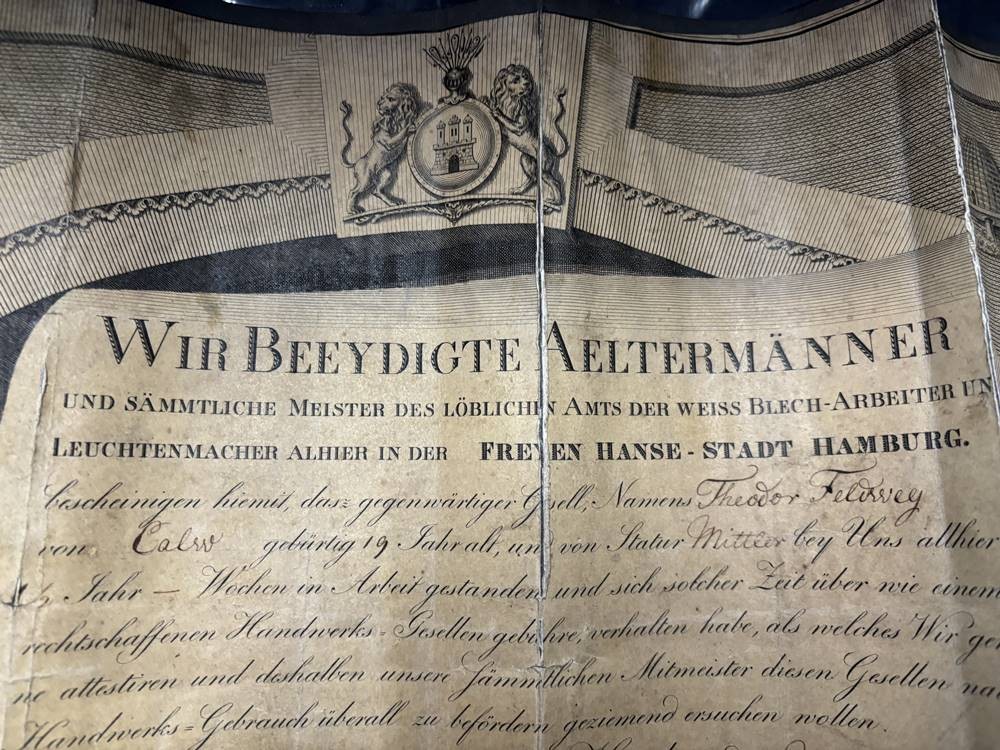 WIR BEEYDIGTE AELTERMÄNNER
UND SÄMMTLICHE MEISTER DES LÖBLICHEN AMTS DER WEISS BLECH-ARBEITER UN
LEUCHTENMACHER ALHIER IN DER FREYEN HANSE-STADT HAMBURG.
bescheinigen hiemit, dass gegenwärtiger Gesell, Namens Theodor Feldweg
von Calw gebürtig 19 Jahr alt, un von Statur Mittler bey Uns allhier
Jahr — Wochen in Arbeit gestanden und sich solcher Zeit über wie einem
rechtschaffenen Handwerks-Gesellen gebühre, verhalten habe, als welches Wir ge
ne attestiren und deshalben unsere sämmtlichen Mitmeister diesen Gesellen na
Handwerks-Gebrauch überall zu befördern geziemend ersuchen wollen.